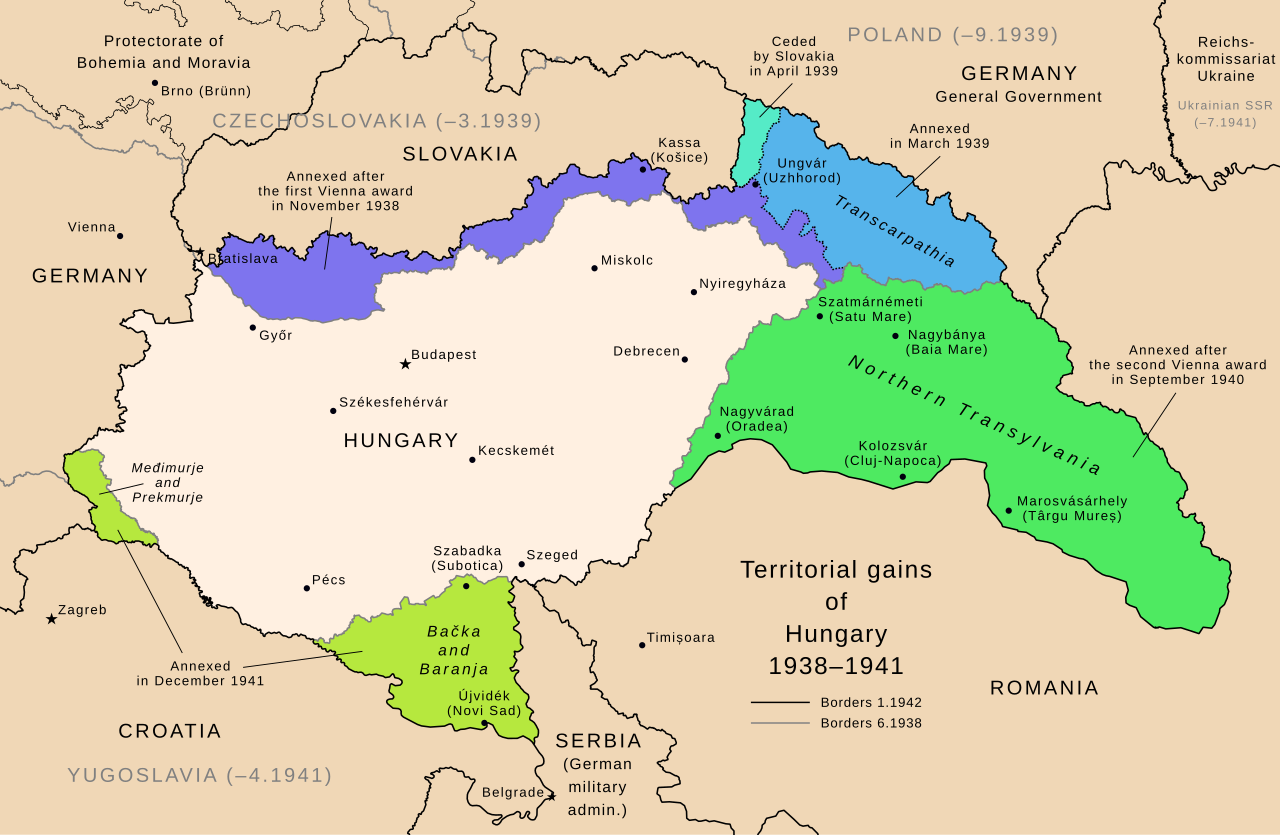 Protectorate of
Bohemia and Moravia
Brno (Brünn)
CZECHOSLOVAKIA (–3.1939)
SLOVAKIA
Ceded
by Slovakia
in April 1939
POLAND (–9.1939)
GERMANY
General Government
Reichs-
kommissariat
Ukraine
Ukrainian SSR
(–7.1941)
Annexed
in March 1939
Kassa
(Košice)
Ungvár
(Uzhhorod)
Transcarpathia
Annexed after
the first Vienna award
in November 1938
Vienna
GERMANY
Bratislava
Miskolc
Nyiregyháza
Győr
Budapest
Debrecen
Székesfehérvár
HUNGARY
Kecskemét
Szatmárnémeti
(Satu Mare)
Nagybánya
(Baia Mare)
Northern Transylvania
Annexed after
the second Vienna award
in September 1940
Nagyvárad
(Oradea)
Kolozsvár
(Cluj-Napoca)
Marosvásárhely
(Târgu Mureș)
Međimurje
and
Prekmurje
Szabadka
(Subotica)
Szeged
Pécs
Zagreb
Annexed
in December 1941
Bačka
and
Baranja
Újvidék
(Novi Sad)
Timișoara
CROATIA
YUGOSLAVIA (–4.1941)
SERBIA
(German
military
admin.)
Belgrade
ROMANIA
Territorial gains
of
Hungary
1938–1941
Borders 1.1942
Borders 6.1938